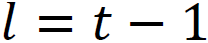 l = t − 1